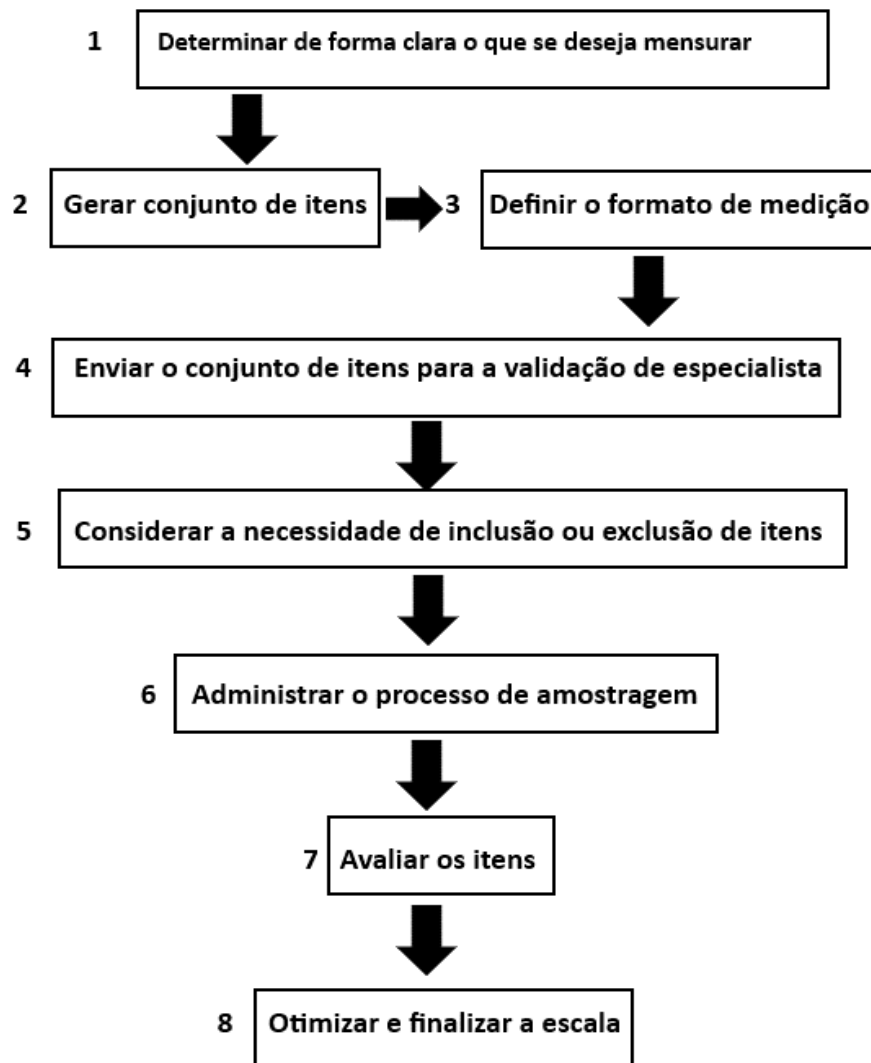 1 Determinar de forma clara o que se deseja mensurar
2 Gerar conjunto de itens 3 Definir o formato de medição
4 Enviar o conjunto de itens para a validação de especialista
5 Considerar a necessidade de inclusão ou exclusão de itens
6 Administrar o processo de amostragem
7 Avaliar os itens
8 Otimizar e finalizar a escala